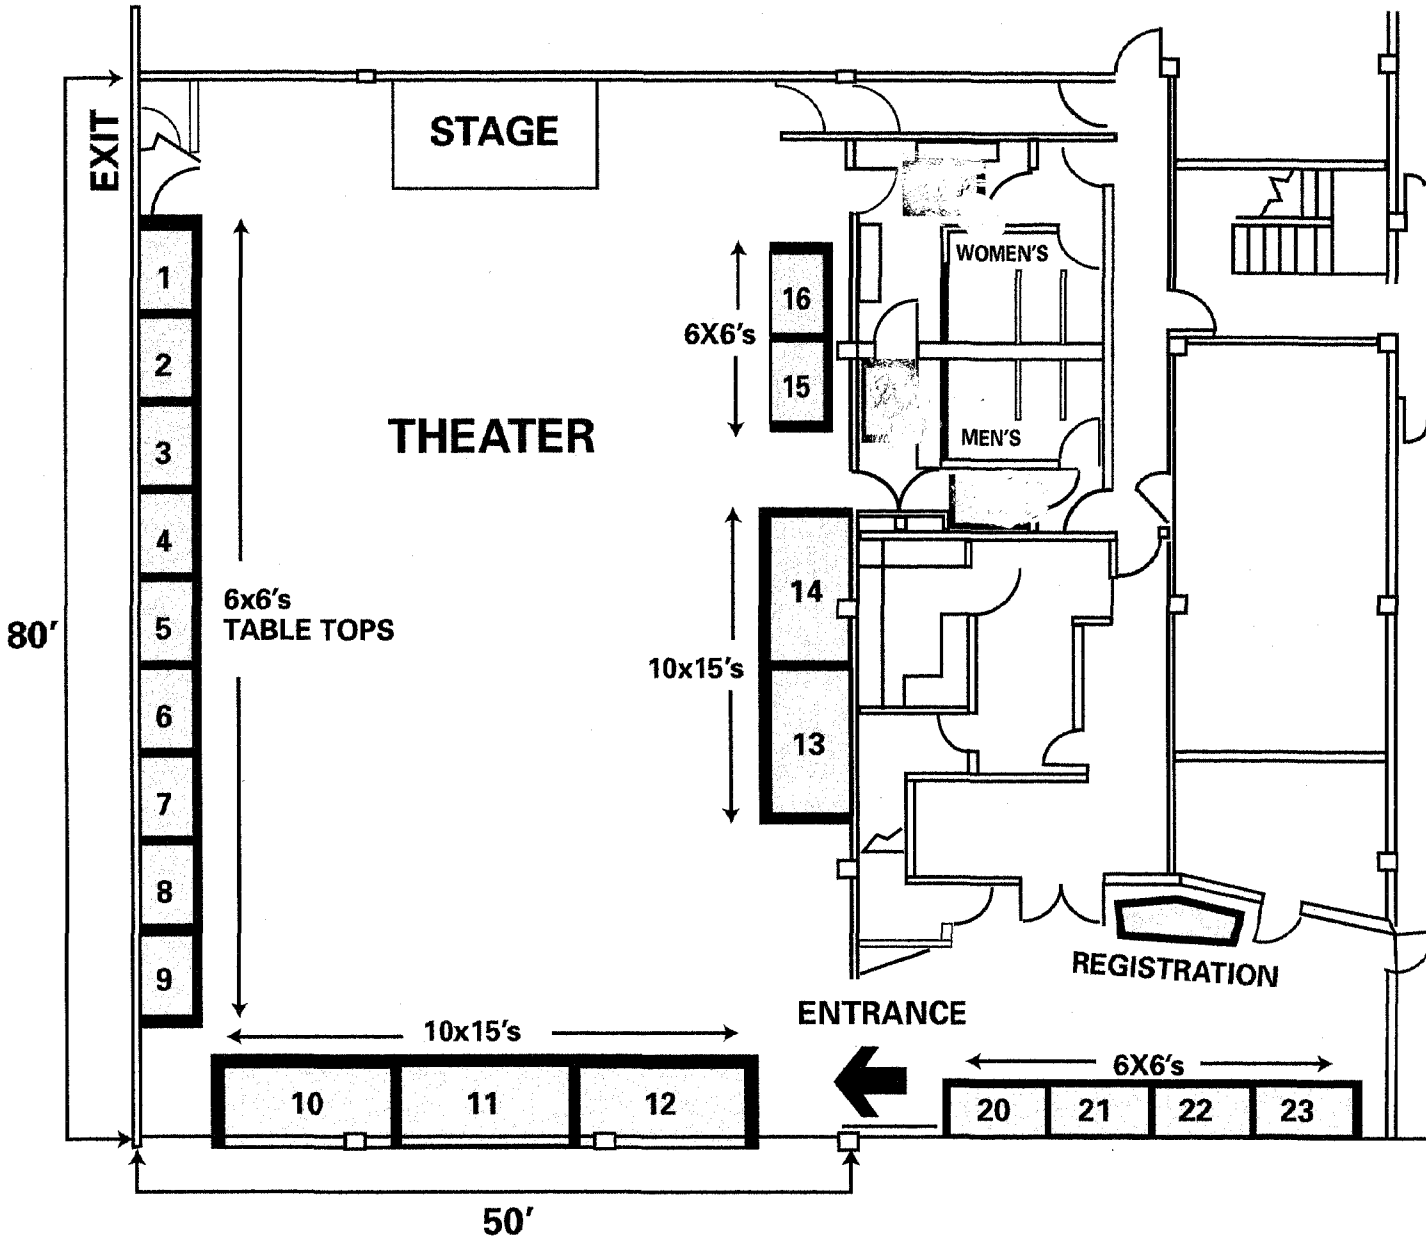 STAGE
EXIT
WOMEN'S
1
16
6X6's
2
15
THEATER
MEN'S
3
4
14
6x6's
TABLE TOPS
80'
5
10x15's
6
13
7
8
9
REGISTRATION
ENTRANCE
10x15's
6X6's
10
11
12
20
21
22
23
50'